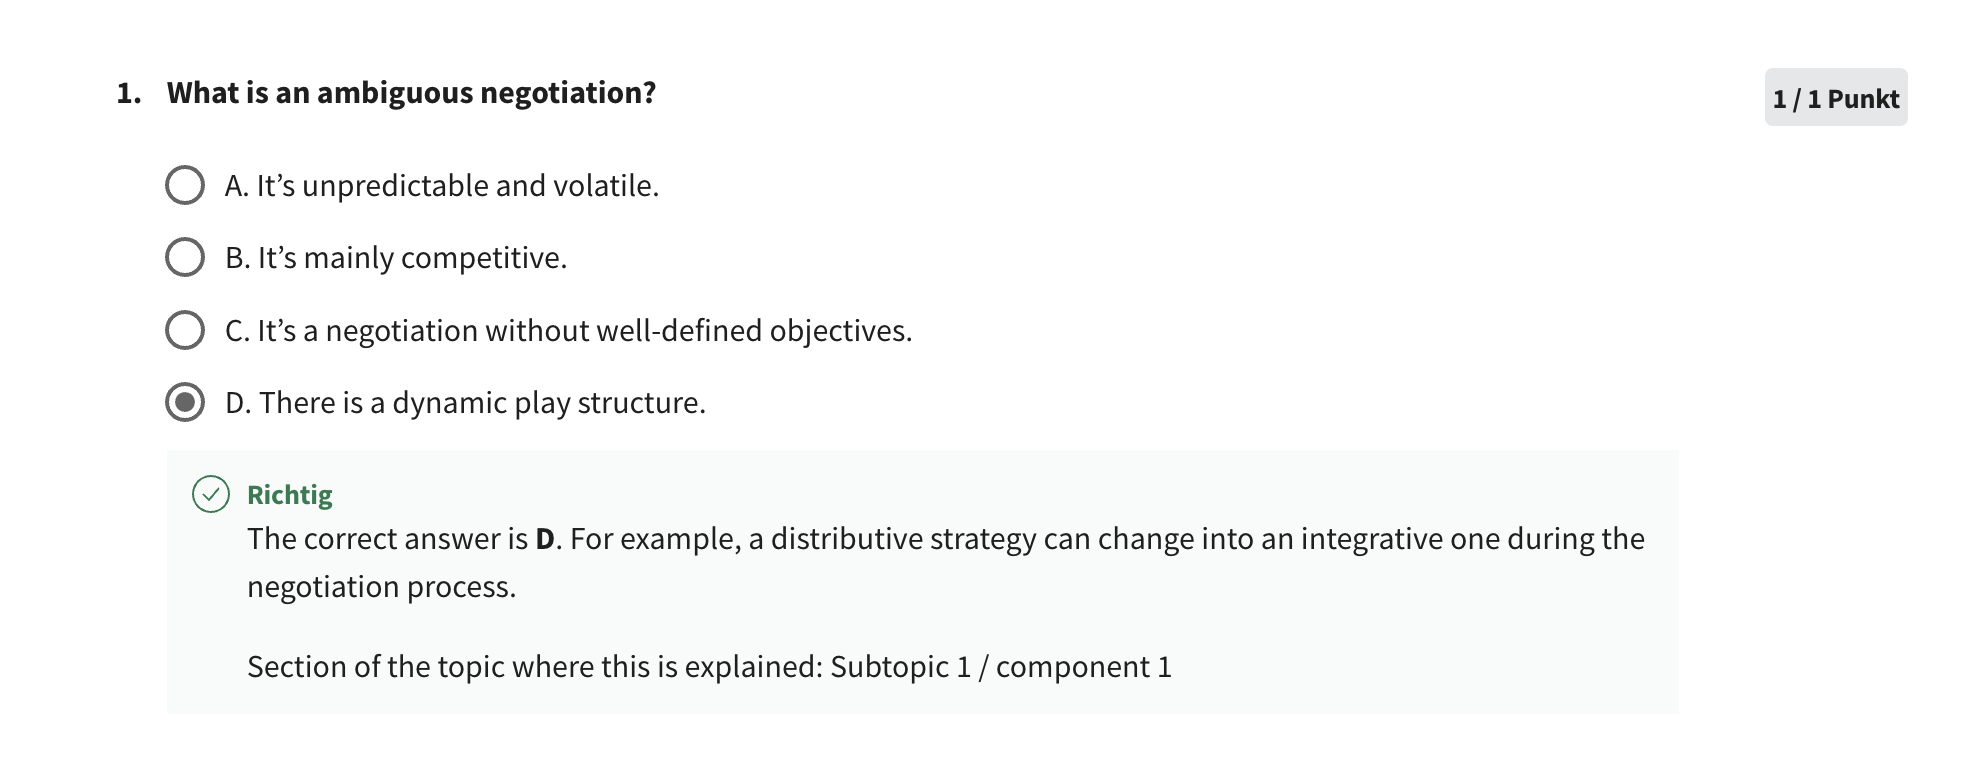 1. What is an ambiguous negotiation?
1 / 1 Punkt
A. It’s unpredictable and volatile.
B. It’s mainly competitive.
C. It’s a negotiation without well-defined objectives.
D. There is a dynamic play structure.
Richtig
The correct answer is D. For example, a distributive strategy can change into an integrative one during the
negotiation process.
Section of the topic where this is explained: Subtopic 1 / component 1